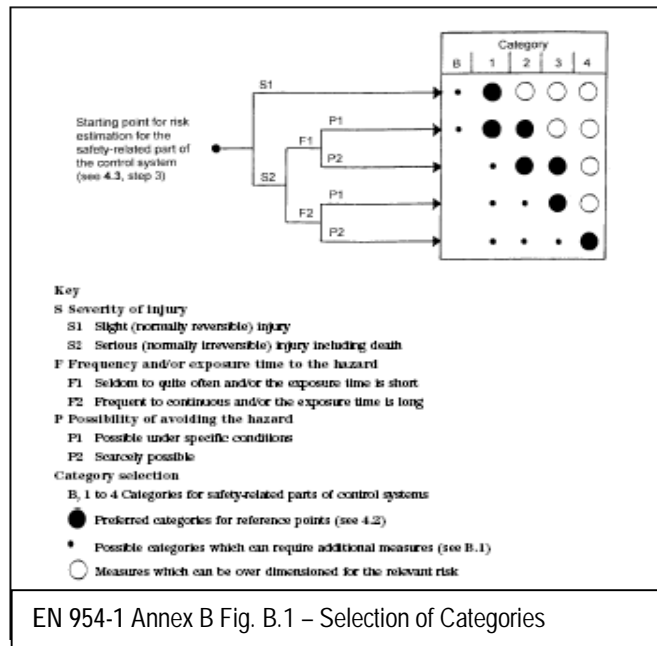 Category
B 1 2 3 4
S1
Starting point for risk
estimation for the
safety-related part of
the control system
(see 4.3, step 3)
F1
P1
P2
S2
F2
P1
P2
Key
S Severity of injury
S1 Slight (normally reversible) injury
S2 Serious (normally irreversible) injury including death
F Frequency and/or exposure time to the hazard
F1 Seldom to quite often and/or the exposure time is short
F2 Frequent to continuous and/or the exposure time is long
P Possibility of avoiding the hazard
P1 Possible under specific conditions
P2 Scarcely possible
Category selection
B, 1 to 4 Categories for safety-related parts of control systems
Preferred categories for reference points (see 4.2)
Possible categories which can require additional measures (see B.1)
Measures which can be over dimensioned for the relevant risk
EN 954-1 Annex B Fig. B.1 – Selection of Categories